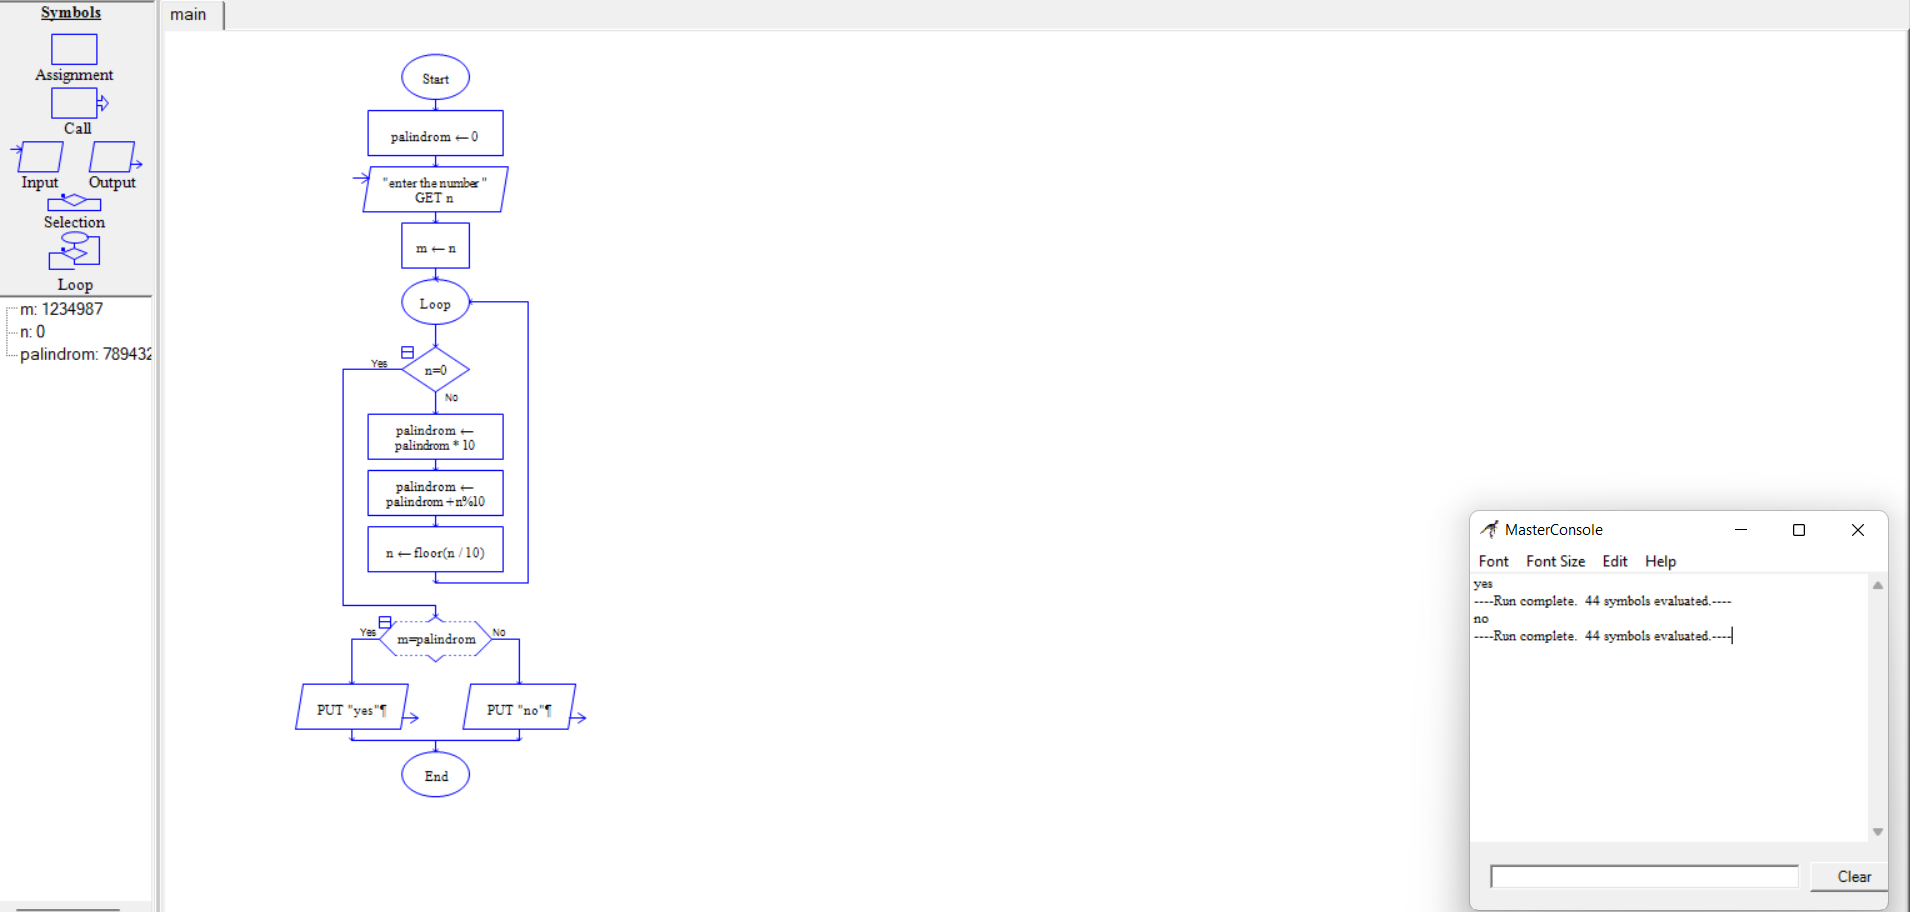 Symbols
Assignment
Call
Input
Output
Selection
Loop
m: 1234987
n: 0
palindrom: 789432
main
Start
palindrom ← 0
"enter the number "
GET n
m ← n
Loop
Yes
n=0
No
palindrom ←
palindrom * 10
palindrom ←
palindrom +n%10
n ← floor(n / 10)
Yes
m=palindrom
No
PUT "yes"¶
PUT "no"¶
End
MasterConsole
Font Font Size Edit Help
yes
----Run complete.  44 symbols evaluated.----
no
----Run complete.  44 symbols evaluated.----
Clear